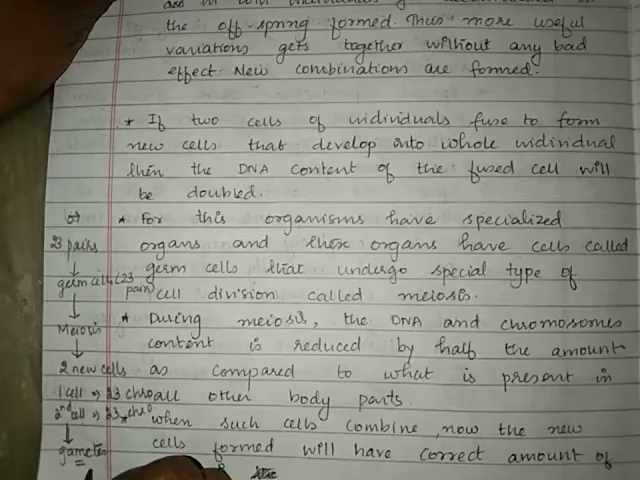 the off-spring formed. Thus more useful
variations gets together without any bad
effect. New combinations are formed.
* If two cells of individuals fuse to form
new cells that develop into whole individual
then the DNA content of the fused cell will
be doubled.
* For this organisms have specialized
23 pairs
organs and these organs have cells called
germ cells that undergo special type of
germ cells (23 pairs)
cell division called meiosis.
* During meiosis, the DNA and chromosomes
Meiosis
content is reduced by half the amount
2 new cells
as compared to what is present in
1 cell → 23 chro
all other body parts.
2nd cell → 23 chro
* when such cells combine, now the new
gametes
cells formed will have correct amount of